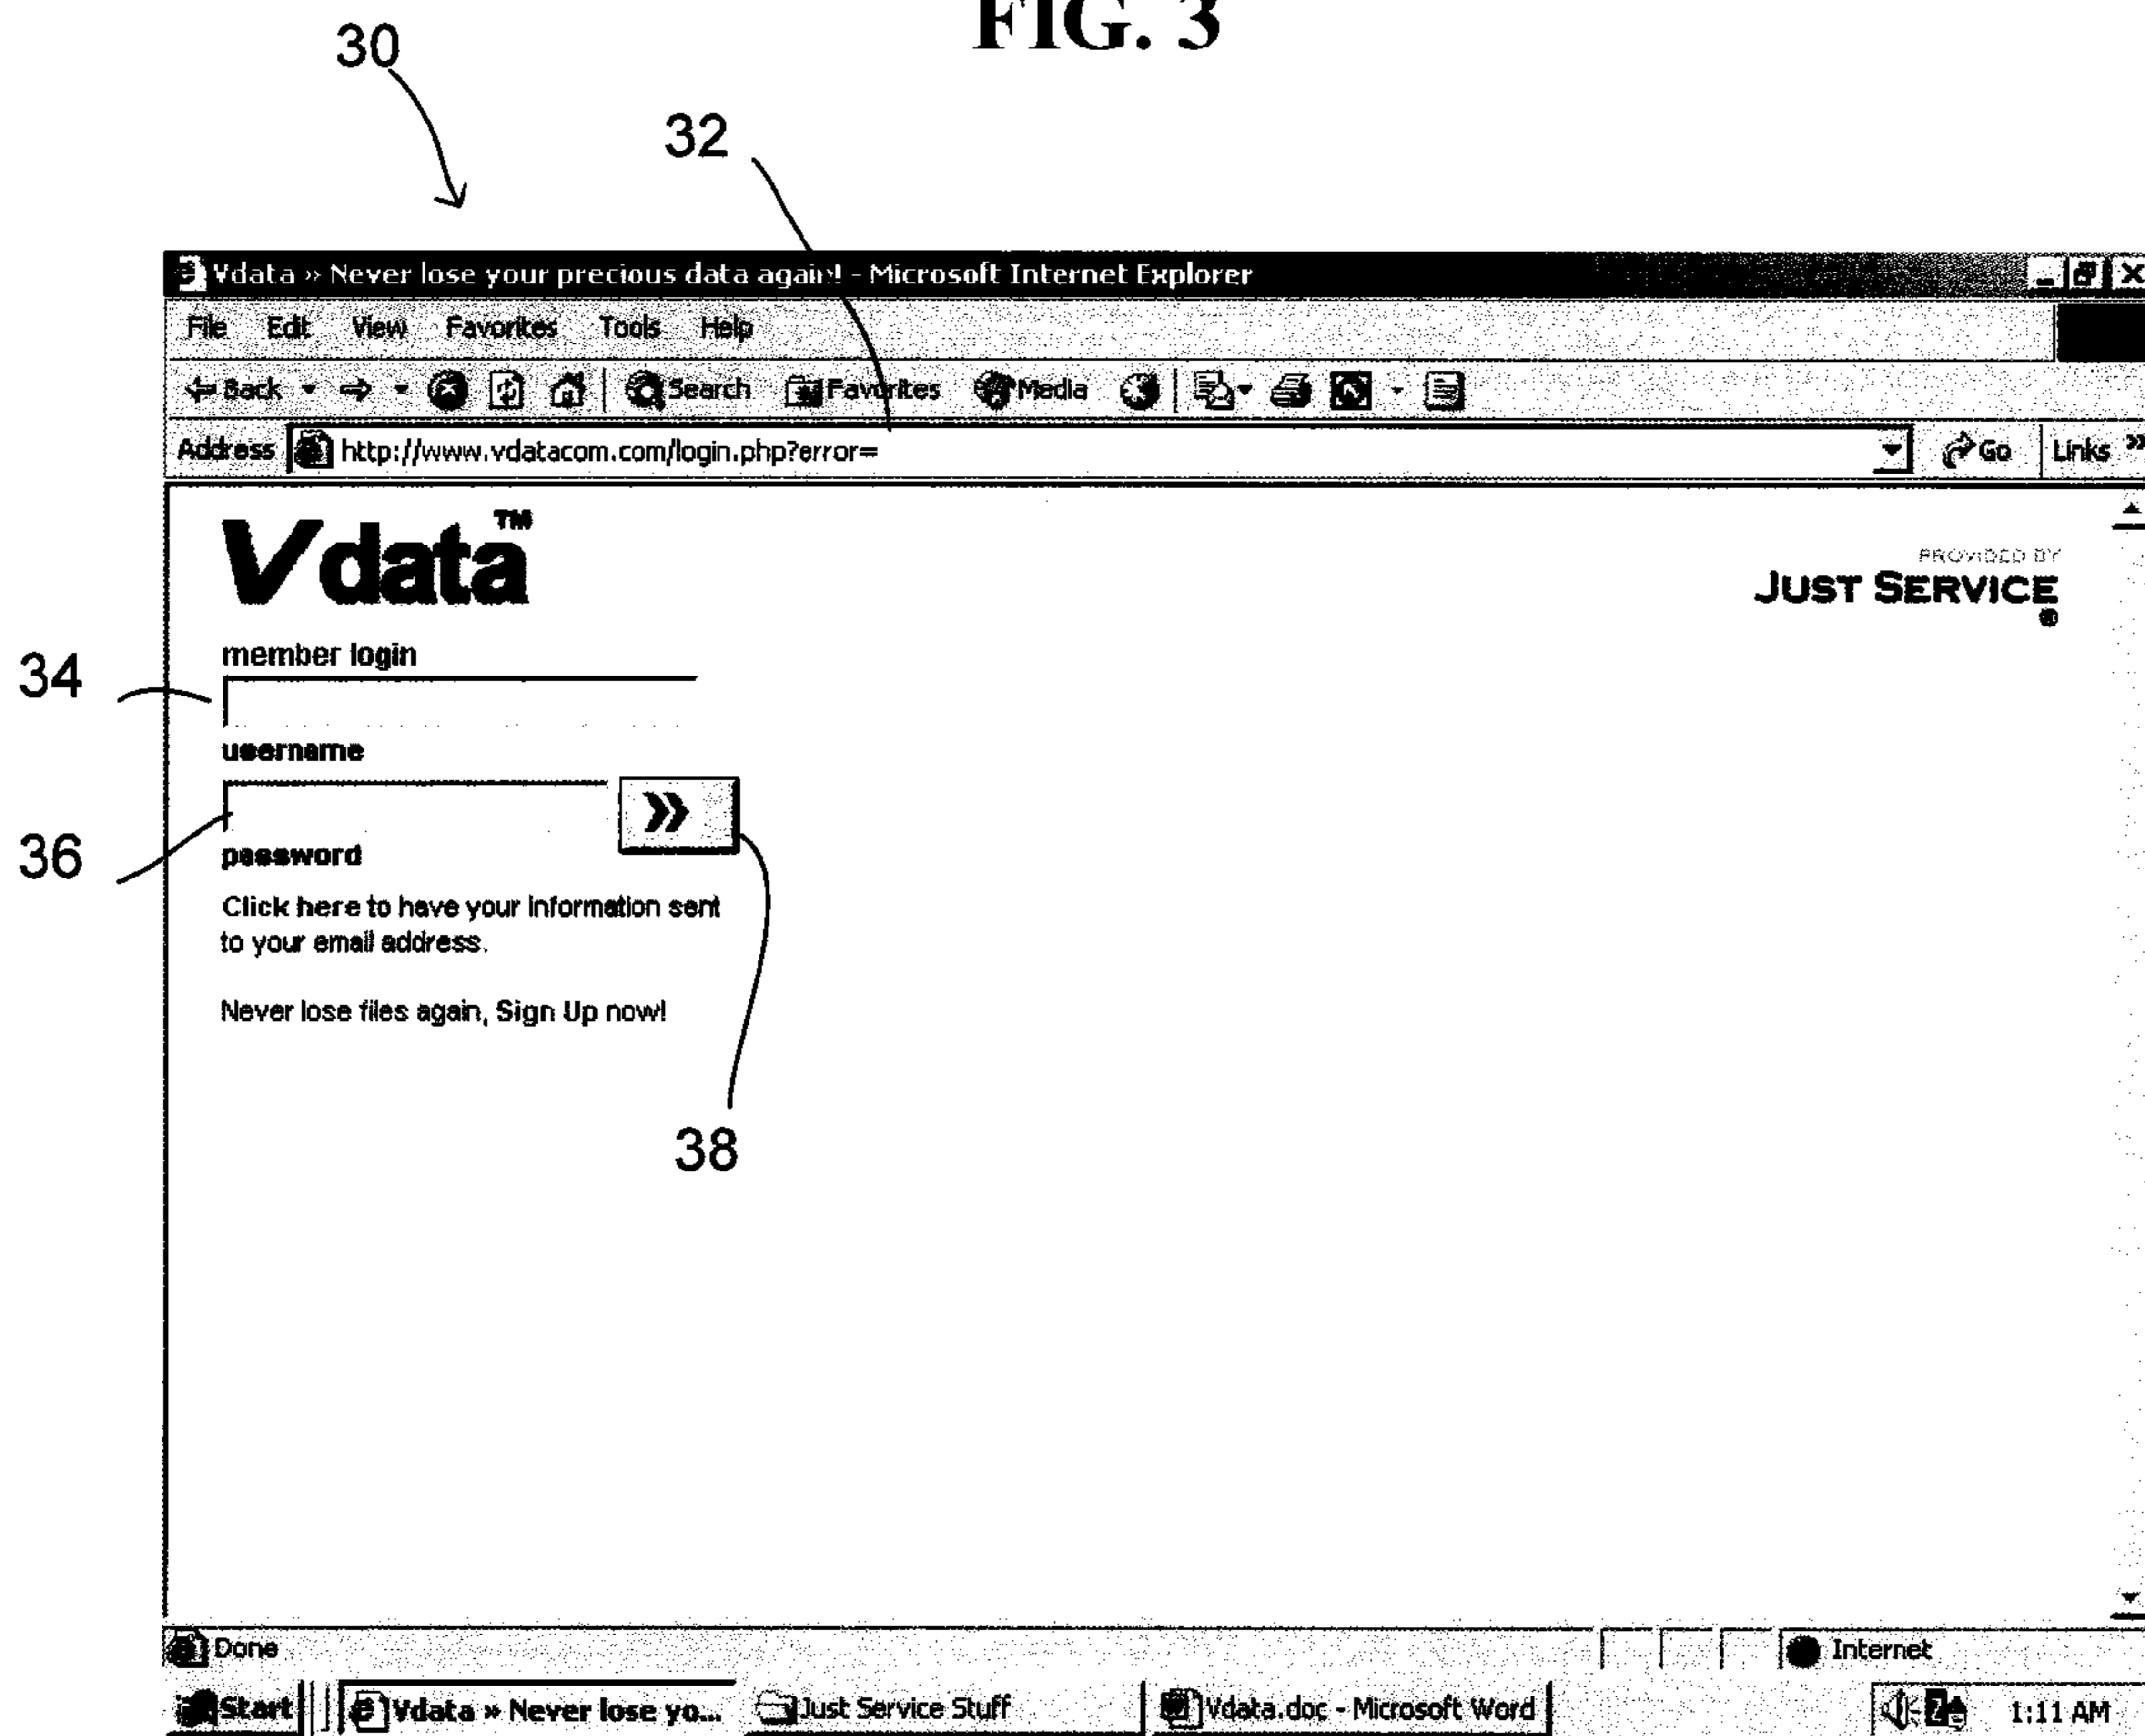 FIG. 3
30
32
Vdata » Never lose your precious data again! - Microsoft Internet Explorer
File Edit View Favorites Tools Help
Back Search Favorites Media
Address http://www.vdatacom.com/login.php?error= Go Links »
Vdata™
PROVIDED BY
JUST SERVICE
member login
34
username
»
36
password
Click here to have your information sent
to your email address.
Never lose files again, Sign Up now!
38
Done Internet
Start Vdata » Never lose yo... Just Service Stuff Vdata.doc - Microsoft Word 1:11 AM